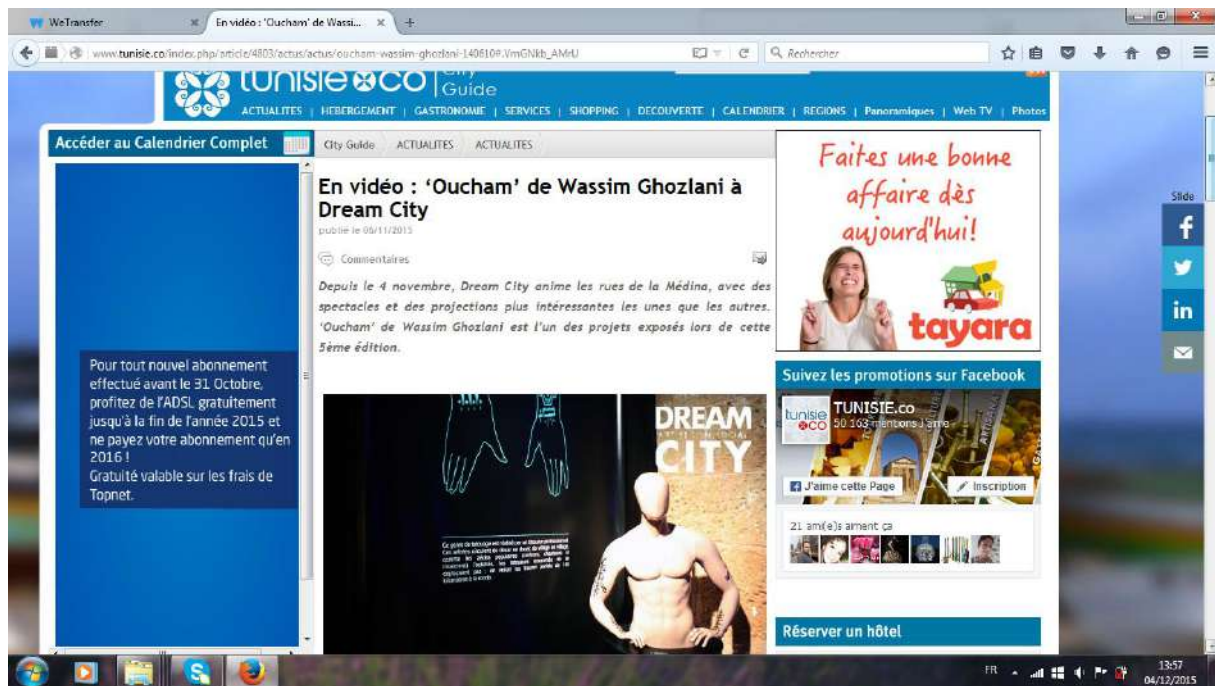 WeTransfer
En vidéo : 'Oucham' de Wassi...
www.tunisie.co/index.php/article/4803/actus/actus/oucham-wassim-ghozlani-140610#.VmGNkb_AMrU
Rechercher
tunisie co City
Guide
ACTUALITES | HEBERGEMENT | GASTRONOMIE | SERVICES | SHOPPING | DECOUVERTE | CALENDRIER | REGIONS | Panoramiques | Web TV | Photos
Accéder au Calendrier Complet
City Guide ACTUALITES ACTUALITES
En vidéo : 'Oucham' de Wassim Ghozlani à
Dream City
publié le 06/11/2015
Commentaires
Depuis le 4 novembre, Dream City anime les rues de la Médina, avec des
spectacles et des projections plus intéressantes les unes que les autres.
'Oucham' de Wassim Ghozlani est l'un des projets exposés lors de cette
5ème édition.
DREAM
CITY
Pour tout nouvel abonnement
effectué avant le 31 Octobre,
profitez de l'ADSL gratuitement
jusqu'à la fin de l'année 2015 et
ne payez votre abonnement qu'en
2016 !
Gratuité valable sur les frais de
Topnet.
Faites une bonne
affaire dès
aujourd'hui!
tayara
Suivez les promotions sur Facebook
tunisie
co
TUNISIE.co
50 163 mentions J'aime
J'aime cette Page
Inscription
21 ami(e)s aiment ça
Réserver un hôtel
Slide
f
in
FR
13:57
04/12/2015